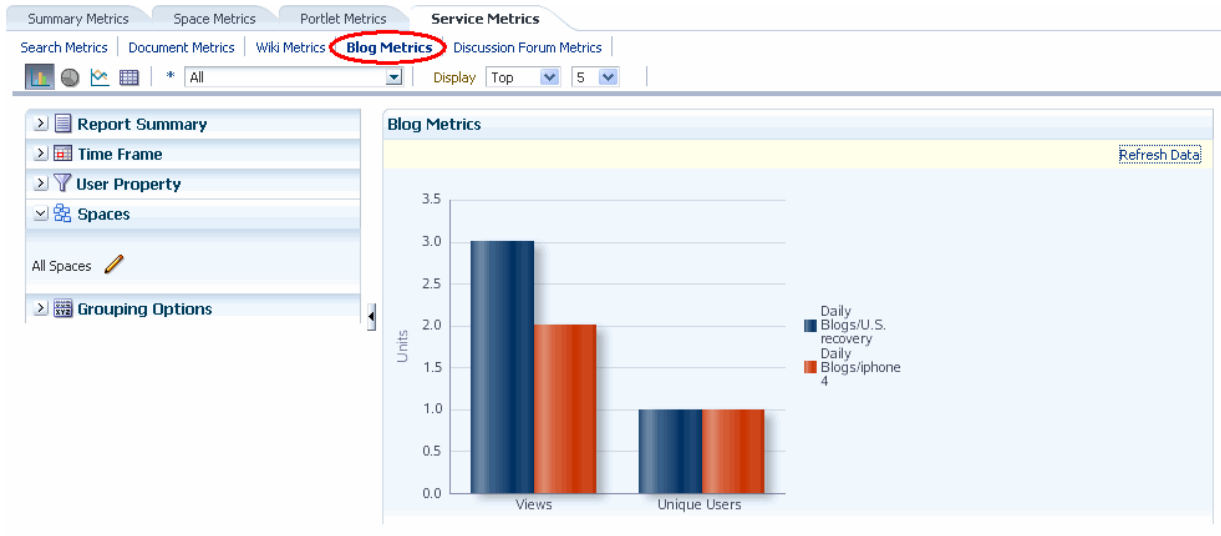 Summary Metrics Space Metrics Portlet Metrics Service Metrics
Search Metrics Document Metrics Wiki Metrics Blog Metrics Discussion Forum Metrics
* All Display Top 5
Report Summary
Time Frame
User Property
Spaces
All Spaces
Grouping Options
Blog Metrics
Refresh Data
3.5
3.0
2.5
2.0
1.5
1.0
0.5
0.0
Units
Views Unique Users
Daily
Blogs/U.S.
recovery
Daily
Blogs/iphone
4